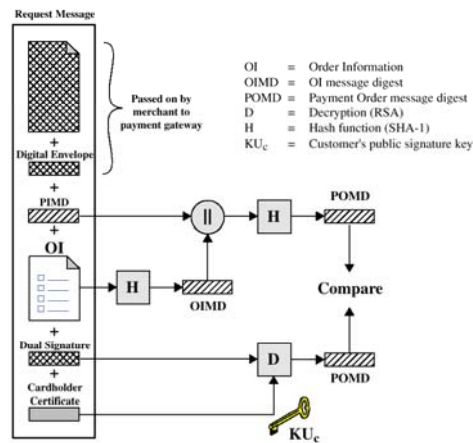 Request Message
+
Digital Envelope
+
PIMD
+
OI
+
Dual Signature
+
Cardholder
Certificate
Passed on by
merchant to
payment gateway
OI = Order Information
OIMD = OI message digest
POMD = Payment Order message digest
D = Decryption (RSA)
H = Hash function (SHA-1)
KUc = Customer's public signature key
||
H
POMD
H
OIMD
Compare
D
POMD
KUc